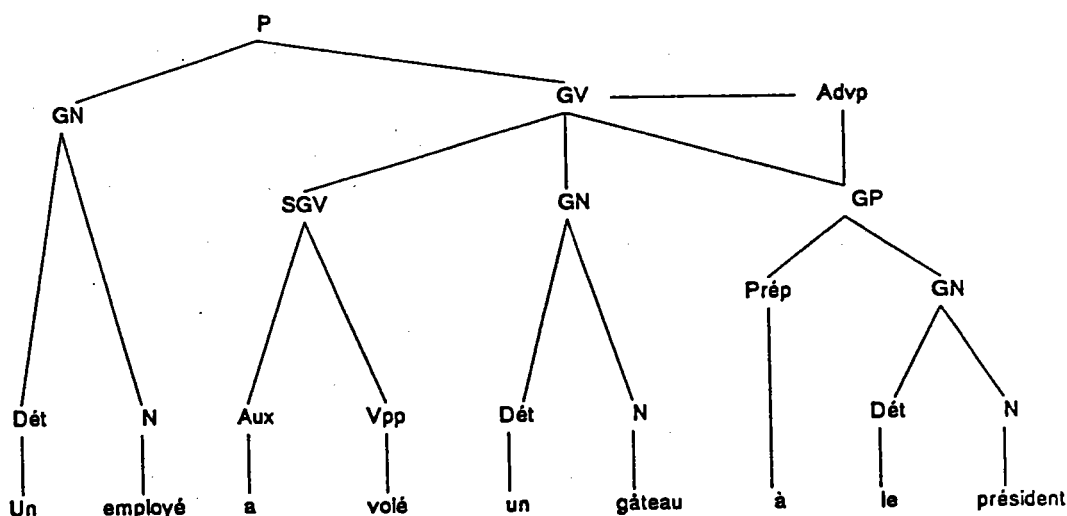 P
GN GV Advp
SGV GN GP
Prép GN
Dét N Aux Vpp Dét N Dét N
Un employé a volé un gâteau à le président